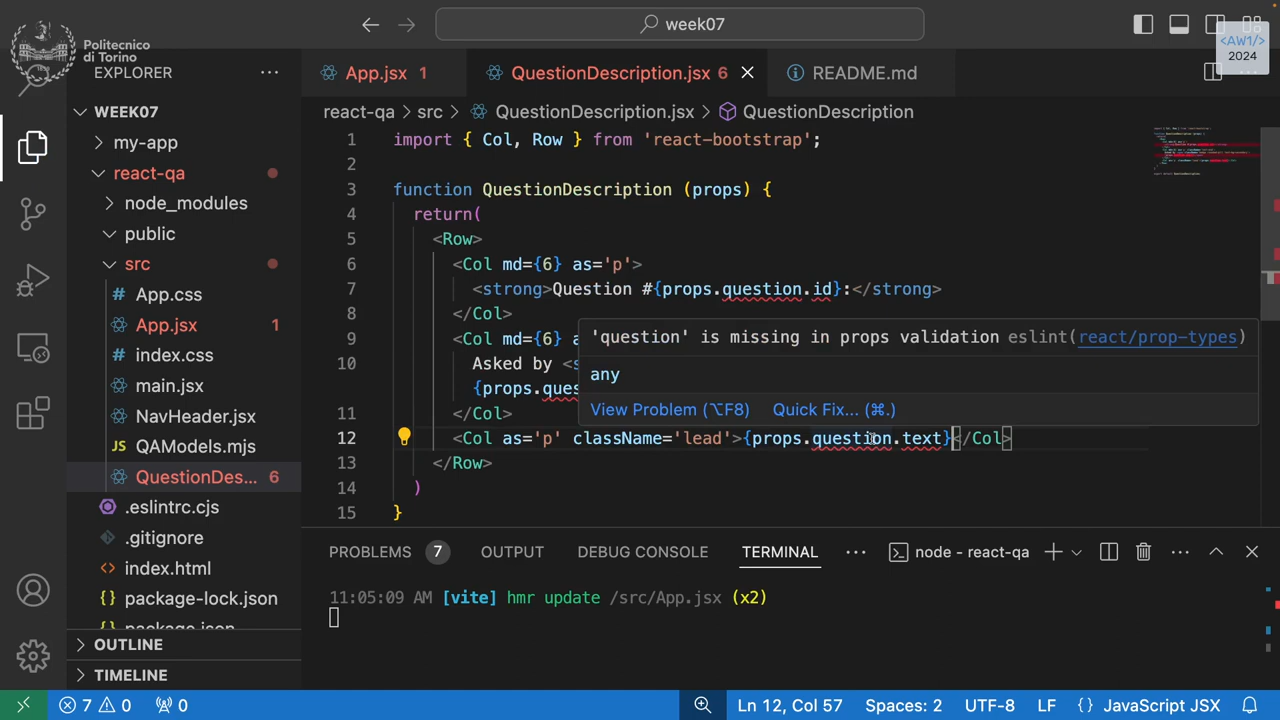 week07
Politecnico
di Torino
<AW1/>
2024
EXPLORER
App.jsx 1
QuestionDescription.jsx 6
README.md
WEEK07
my-app
react-qa
node_modules
public
src
App.css
App.jsx 1
index.css
main.jsx
NavHeader.jsx
QAModels.mjs
QuestionDes... 6
.eslintrc.cjs
.gitignore
index.html
package-lock.json
package.json
OUTLINE
TIMELINE
react-qa > src > QuestionDescription.jsx > QuestionDescription
1 import { Col, Row } from 'react-bootstrap';
2
3 function QuestionDescription (props) {
4 return(
5 <Row>
6 <Col md={6} as='p'>
7 <strong>Question #{props.question.id}:</strong>
8 </Col>
9 <Col md={6} a
10 Asked by <s
{props.ques
11 </Col>
12 <Col as='p' className='lead'>{props.question.text}</Col>
13 </Row>
14 )
15 }
'question' is missing in props validation eslint(react/prop-types)
any
View Problem (⌥F8) Quick Fix... (⌘.)
PROBLEMS 7 OUTPUT DEBUG CONSOLE TERMINAL ... node - react-qa
11:05:09 AM [vite] hmr update /src/App.jsx (x2)
7 0 0 Ln 12, Col 57 Spaces: 2 UTF-8 LF {} JavaScript JSX